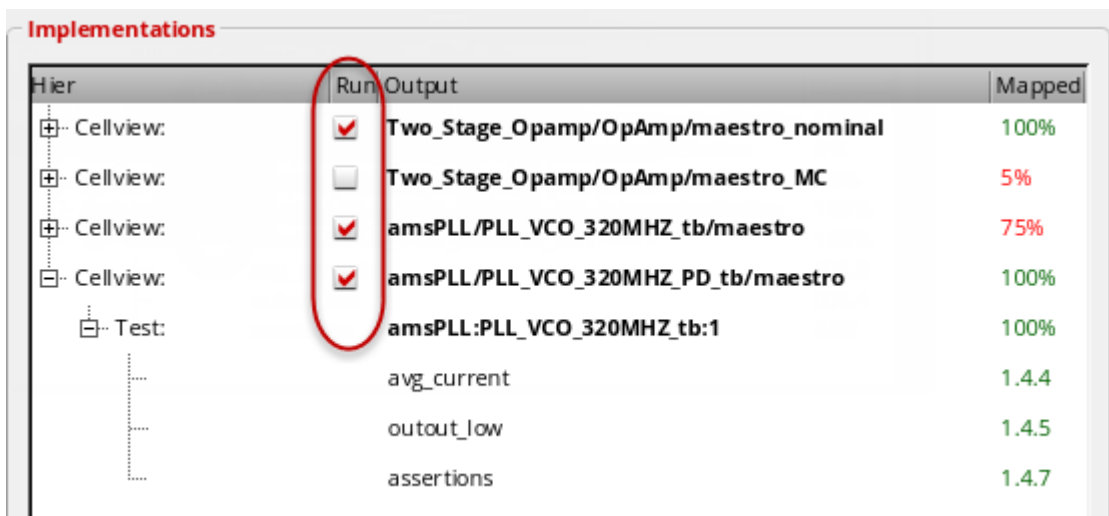 Implementations
Hier Run Output Mapped
Cellview: Two_Stage_Opamp/OpAmp/maestro_nominal 100%
Cellview: Two_Stage_Opamp/OpAmp/maestro_MC 5%
Cellview: amsPLL/PLL_VCO_320MHZ_tb/maestro 75%
Cellview: amsPLL/PLL_VCO_320MHZ_PD_tb/maestro 100%
Test: amsPLL:PLL_VCO_320MHZ_tb:1 100%
avg_current 1.4.4
outout_low 1.4.5
assertions 1.4.7